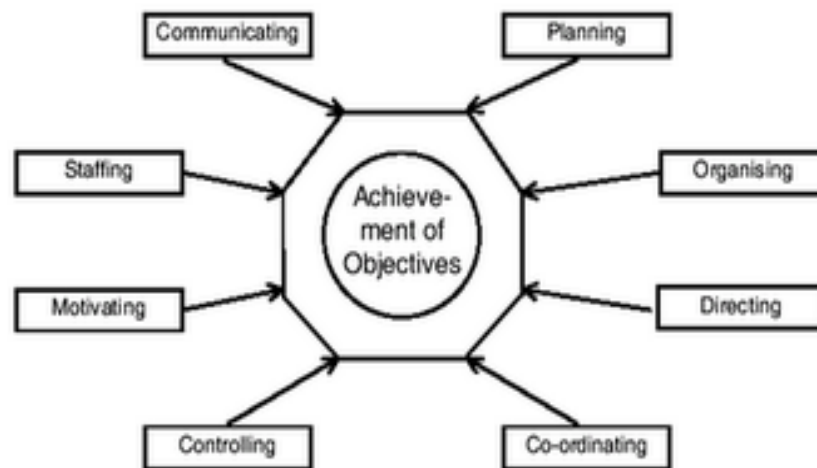 Communicating
Planning
Staffing
Organising
Achieve-
ment of
Objectives
Motivating
Directing
Controlling
Co-ordinating